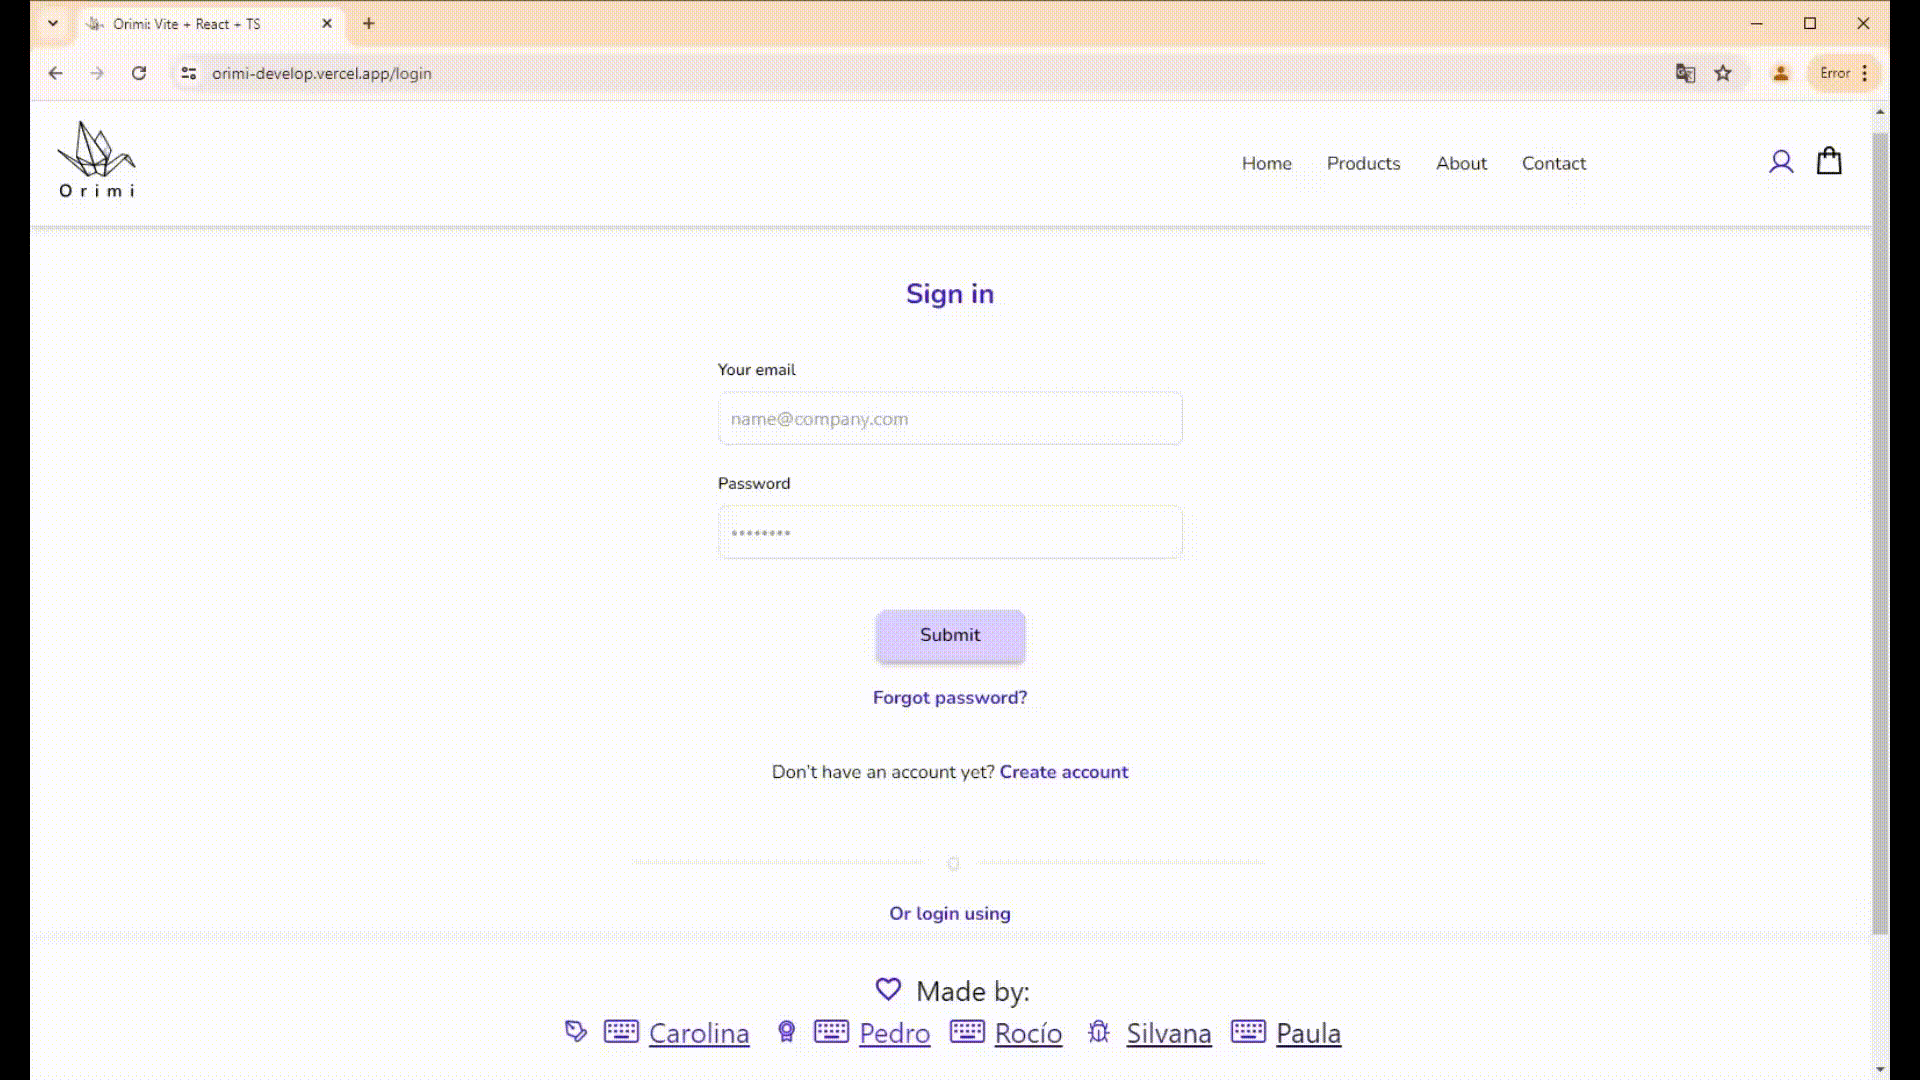 Orimi: Vite + React + TS
orimi-develop.vercel.app/login
Error
Orimi
Home Products About Contact
Sign in
Your email
name@company.com
Password
••••••••
Submit
Forgot password?
Don't have an account yet? Create account
o
Or login using
Made by:
Carolina Pedro Rocío Silvana Paula